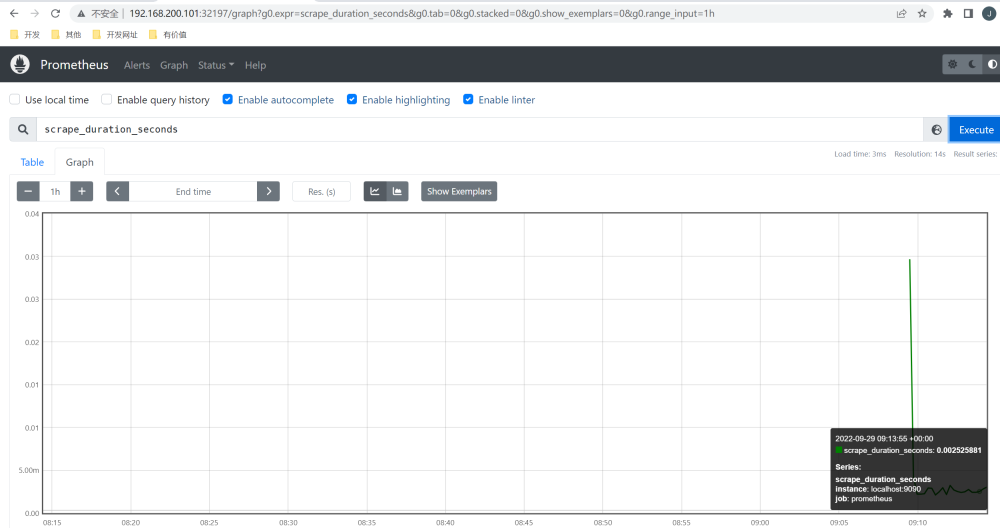 不安全 192.168.200.101:32197/graph?g0.expr=scrape_duration_seconds&g0.tab=0&g0.stacked=0&g0.show_exemplars=0&g0.range_input=1h
J
开发 其他 开发网址 有价值
Prometheus Alerts Graph Status Help
Use local time Enable query history Enable autocomplete Enable highlighting Enable linter
scrape_duration_seconds Execute
Load time: 3ms Resolution: 14s Result series:
Table Graph
1h End time Res. (s) Show Exemplars
0.04
0.03
0.03
0.02
0.01
0.01
5.00m
0.00
2022-09-29 09:13:55 +00:00
scrape_duration_seconds: 0.002525881
Series:
scrape_duration_seconds
instance: localhost:9090
job: prometheus
08:15 08:20 08:25 08:30 08:35 08:40 08:45 08:50 08:55 09:00 09:05 09:10